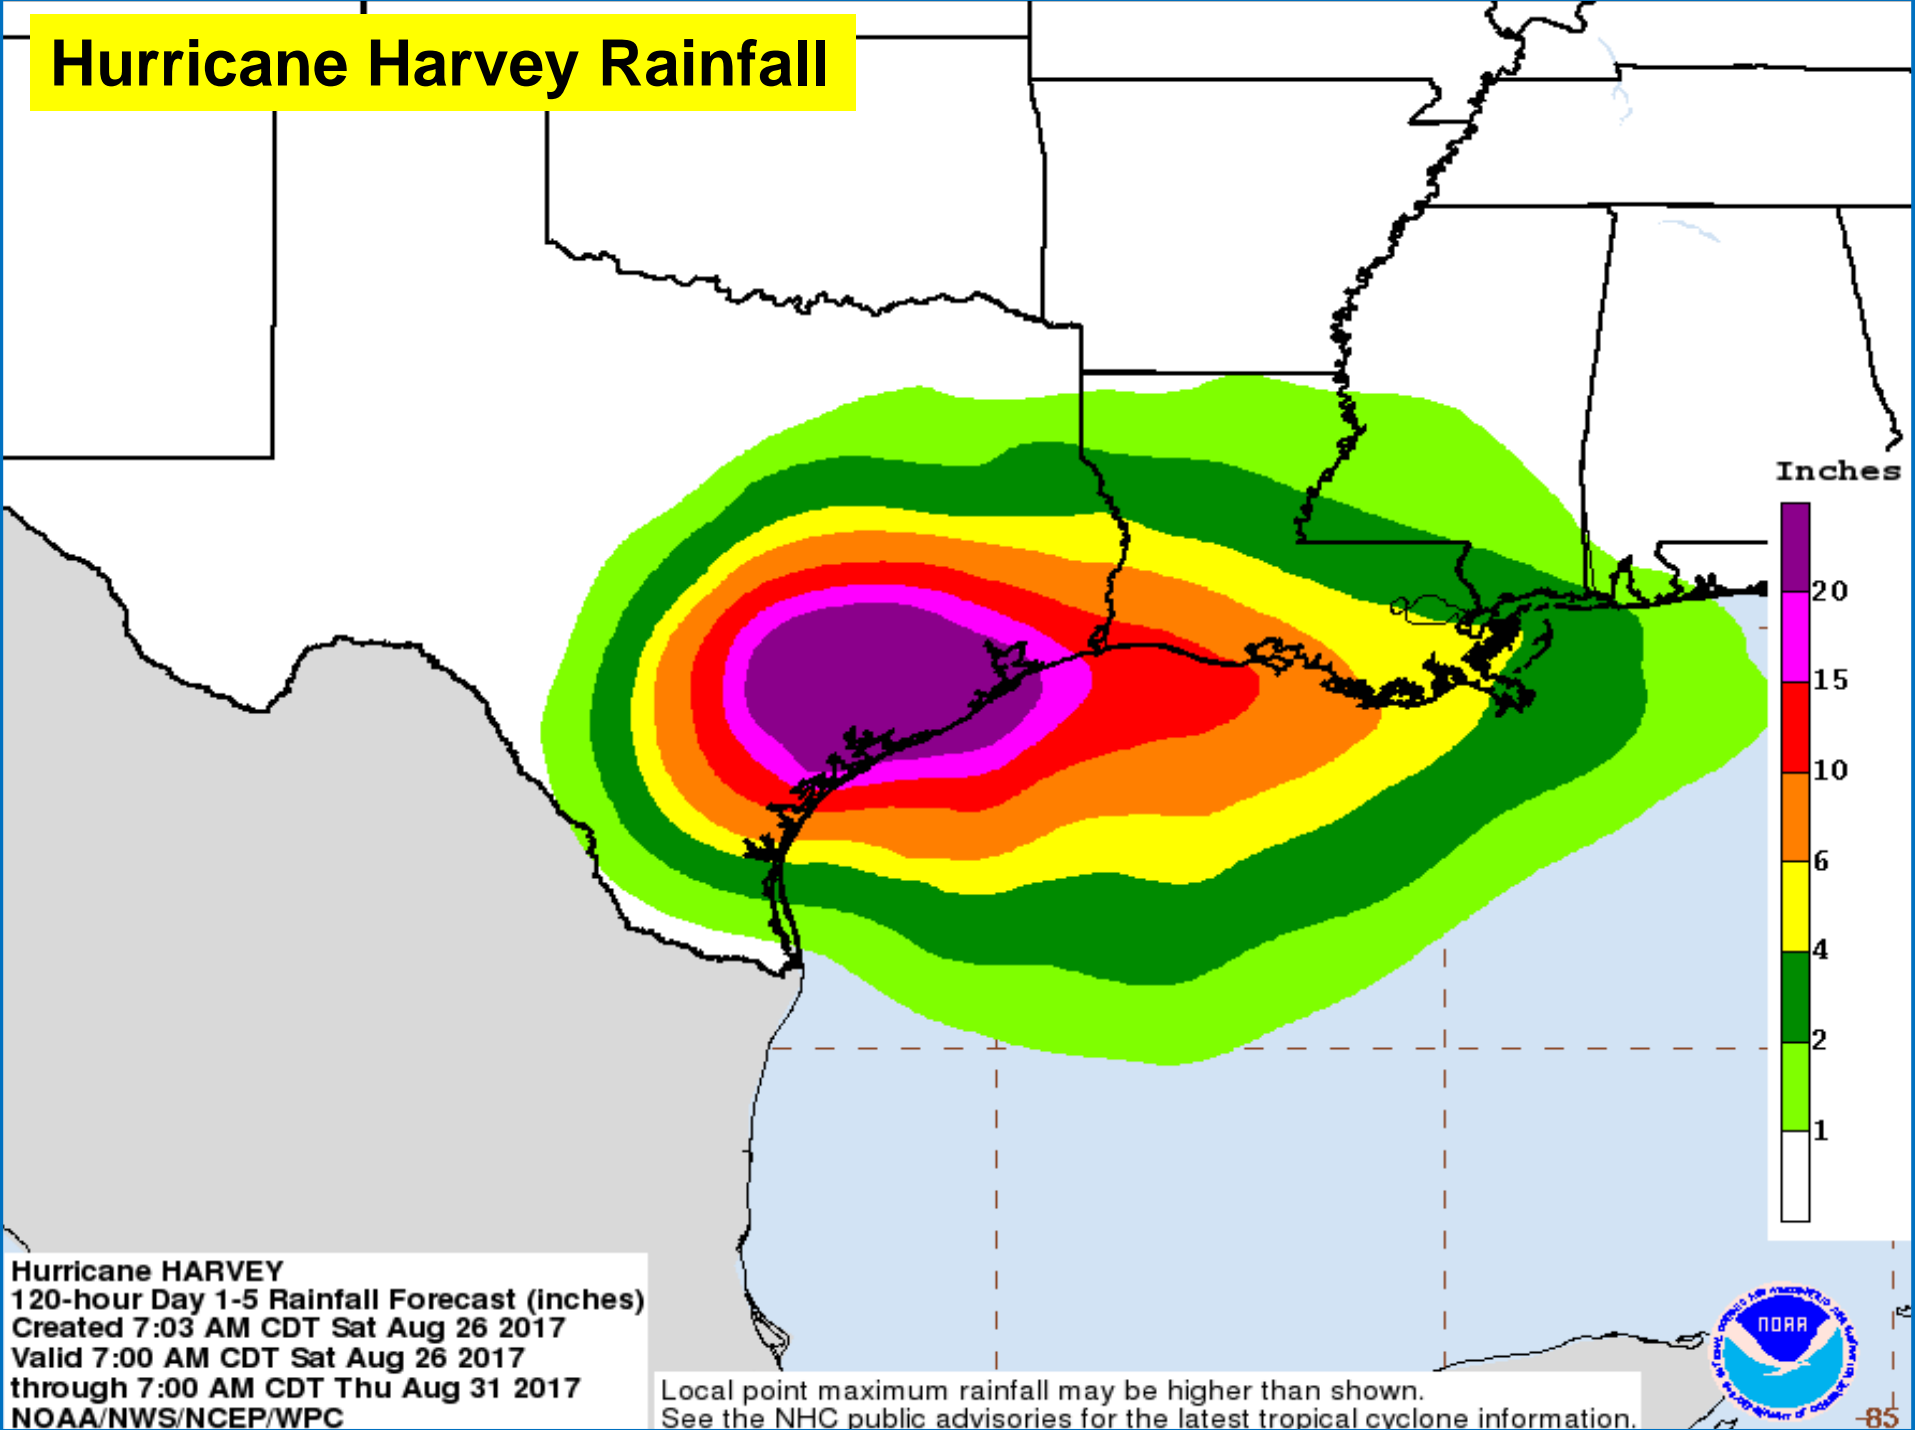 Hurricane Harvey Rainfall
Inches
20
15
10
6
4
2
1
Hurricane HARVEY
120-hour Day 1-5 Rainfall Forecast (inches)
Created 7:03 AM CDT Sat Aug 26 2017
Valid 7:00 AM CDT Sat Aug 26 2017
through 7:00 AM CDT Thu Aug 31 2017
NOAA/NWS/NCEP/WPC
Local point maximum rainfall may be higher than shown.
See the NHC public advisories for the latest tropical cyclone information.
NOAA
-85